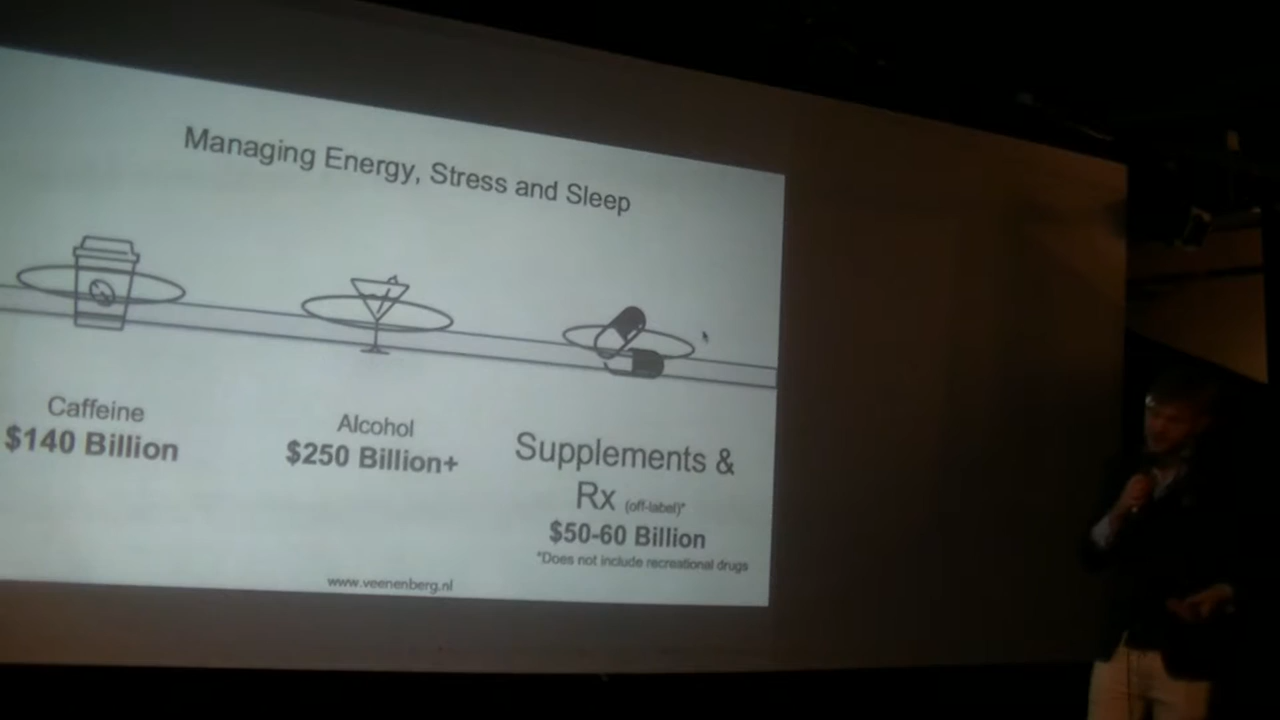 Managing Energy, Stress and Sleep
Caffeine
$140 Billion
Alcohol
$250 Billion+
Supplements &
Rx (off-label)*
$50-60 Billion
*Does not include recreational drugs
www.veenenberg.nl